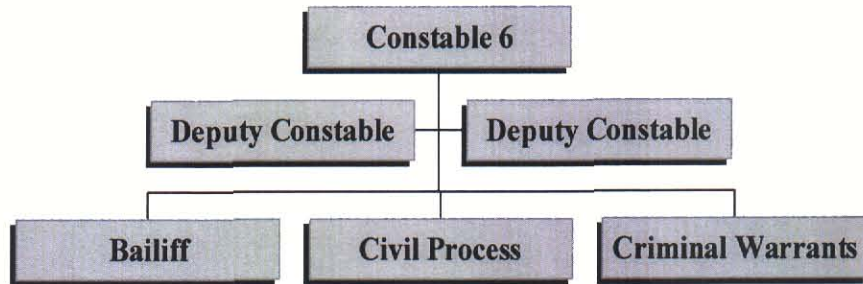 Constable 6
Deputy Constable
Deputy Constable
Bailiff
Civil Process
Criminal Warrants